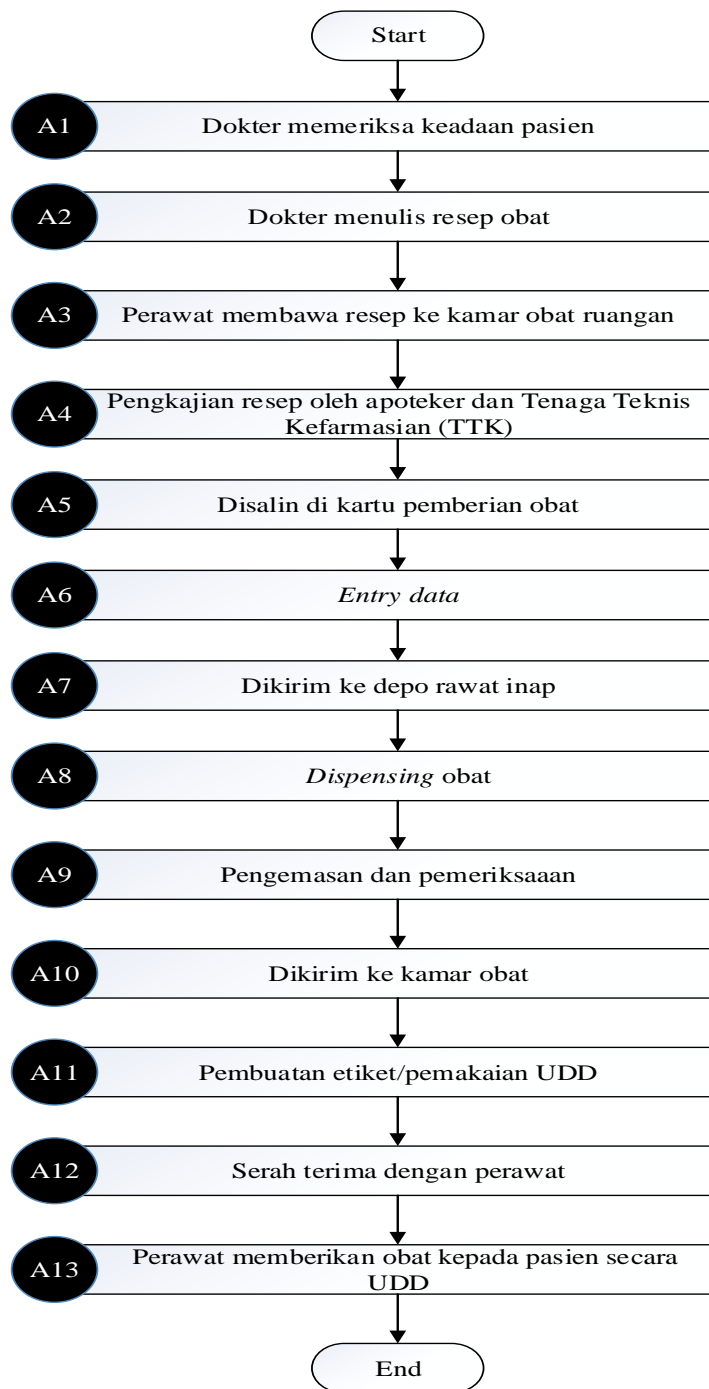 Start
A1
Dokter memeriksa keadaan pasien
A2
Dokter menulis resep obat
A3
Perawat membawa resep ke kamar obat ruangan
A4
Pengkajian resep oleh apoteker dan Tenaga Teknis
Kefarmasian (TTK)
A5
Disalin di kartu pemberian obat
A6
Entry data
A7
Dikirim ke depo rawat inap
A8
Dispensing obat
A9
Pengemasan dan pemeriksaaan
A10
Dikirim ke kamar obat
A11
Pembuatan etiket/pemakaian UDD
A12
Serah terima dengan perawat
A13
Perawat memberikan obat kepada pasien secara
UDD
End